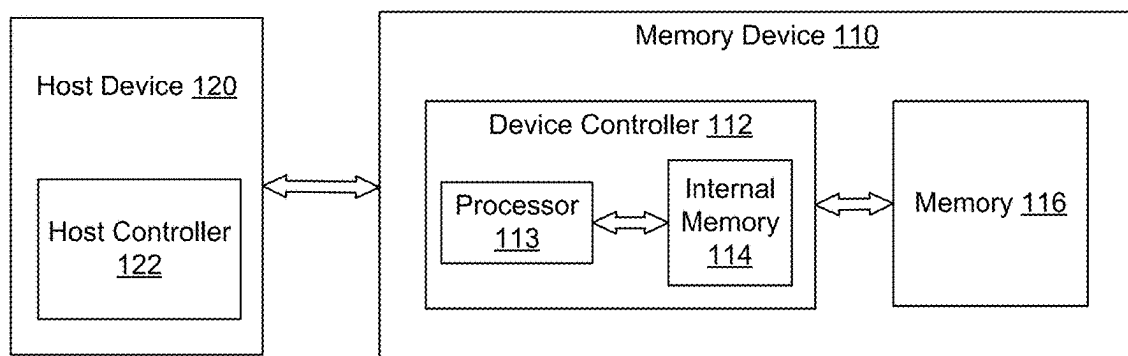 Memory Device 110
Host Device 120
Device Controller 112
Host Controller
122
Processor
113
Internal
Memory
114
Memory 116